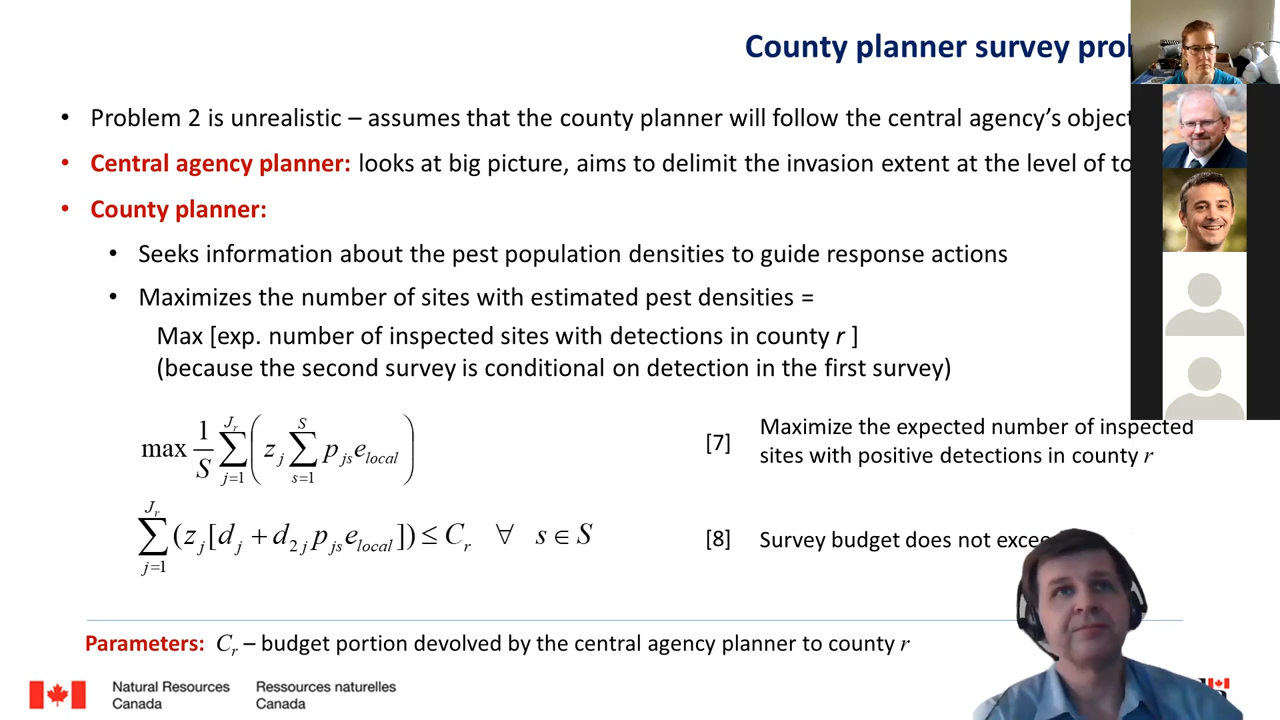 County planner survey
• Problem 2 is unrealistic – assumes that the county planner will follow the central agency's
• Central agency planner: looks at big picture, aims to delimit the invasion extent at the level of
• County planner:
• Seeks information about the pest population densities to guide response actions
• Maximizes the number of sites with estimated pest densities =
Max [exp. number of inspected sites with detections in county r ]
(because the second survey is conditional on detection in the first survey)
max 1/S ∑_{j=1}^{J_r} ( z_j ∑_{s=1}^{S} p_{js} e_{local} ) [7] Maximize the expected number of inspected
sites with positive detections in county r
∑_{j=1}^{J_r} (z_j [d_j + d_{2j} p_{js} e_{local}]) ≤ C_r ∀ s ∈ S [8] Survey budget does not
Parameters: C_r – budget portion devolved by the central agency planner to county r
Natural Resources Ressources naturelles
Canada Canada